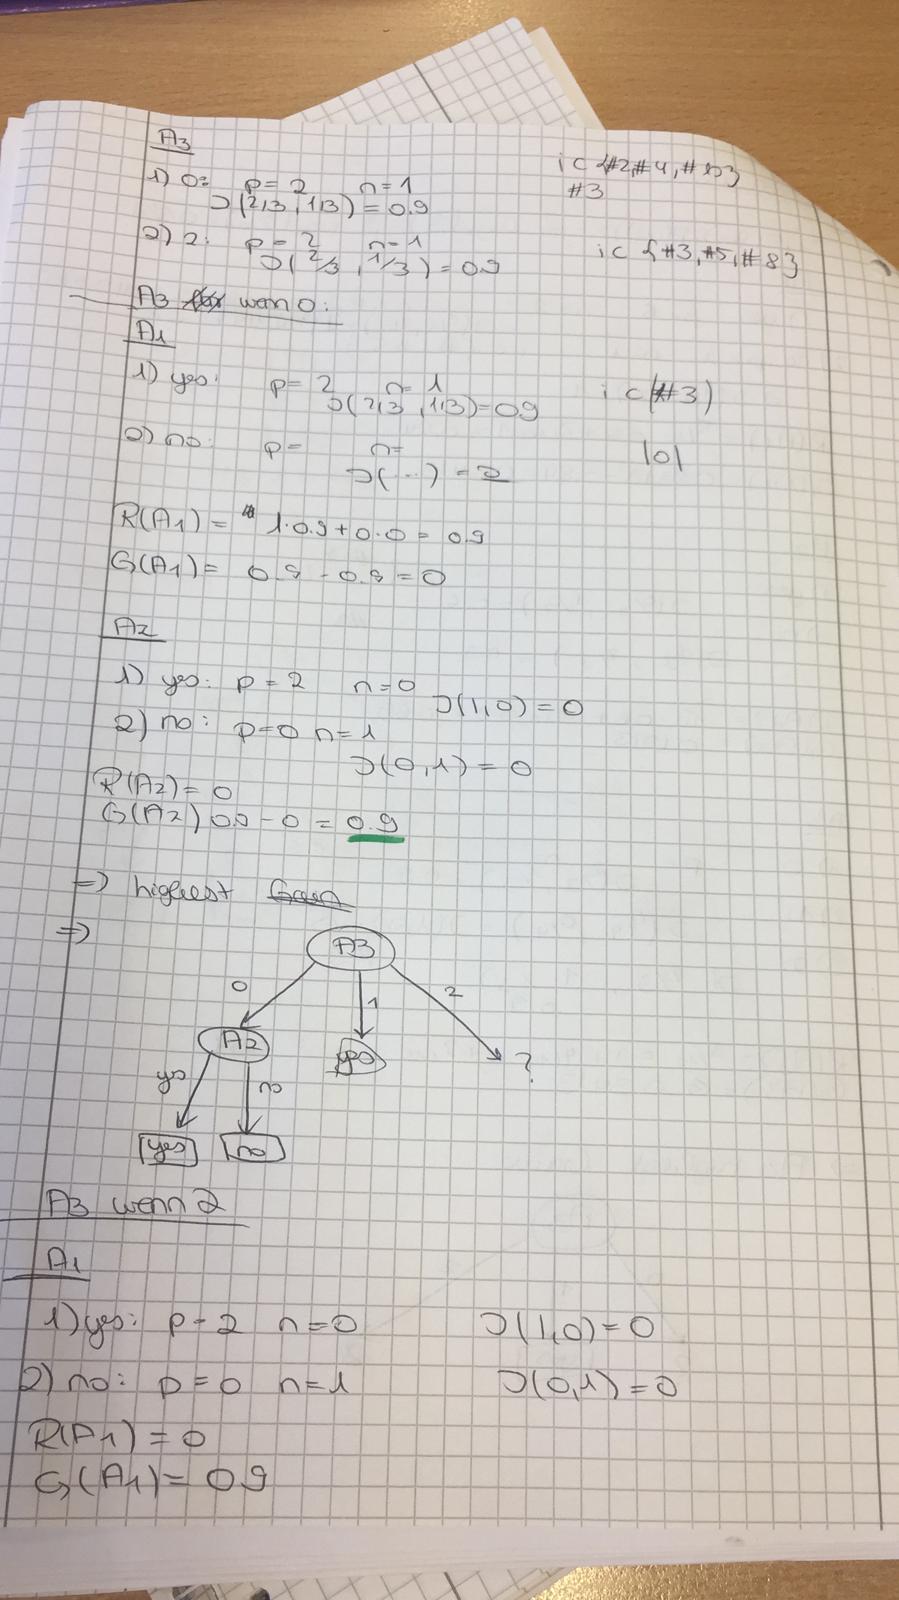 A3
1) 0: p = 2 n = 1 i ⊂ {#2, #4, #10}
J(2/3, 1/3) = 0.9 #3
2) 2: p = 2 n = 1 i ⊂ {#3, #5, #8}
J(2/3, 1/3) = 0.9
A3 wenn 0:
A1
1) yes: p = 2 n = 1 i ⊂ (#3)
J(2/3, 1/3) = 0.9
2) no: p = n = |0|
J(...) = 0
R(A1) = 1·0.9 + 0·0 = 0.9
G(A1) = 0.9 - 0.9 = 0
A2
1) yes: p = 2 n = 0 J(1,0) = 0
2) no: p = 0 n = 1
J(0,1) = 0
R(A2) = 0
G(A2) 0.9 - 0 = 0.9
=> highest Gain
=>
A3
0 1 2
A2 yes ?
yes no
yes no
A3 wenn 2
A1
1) yes: p = 2 n = 0 J(1,0) = 0
2) no: p = 0 n = 1 J(0,1) = 0
R(A1) = 0
G(A1) = 0.9